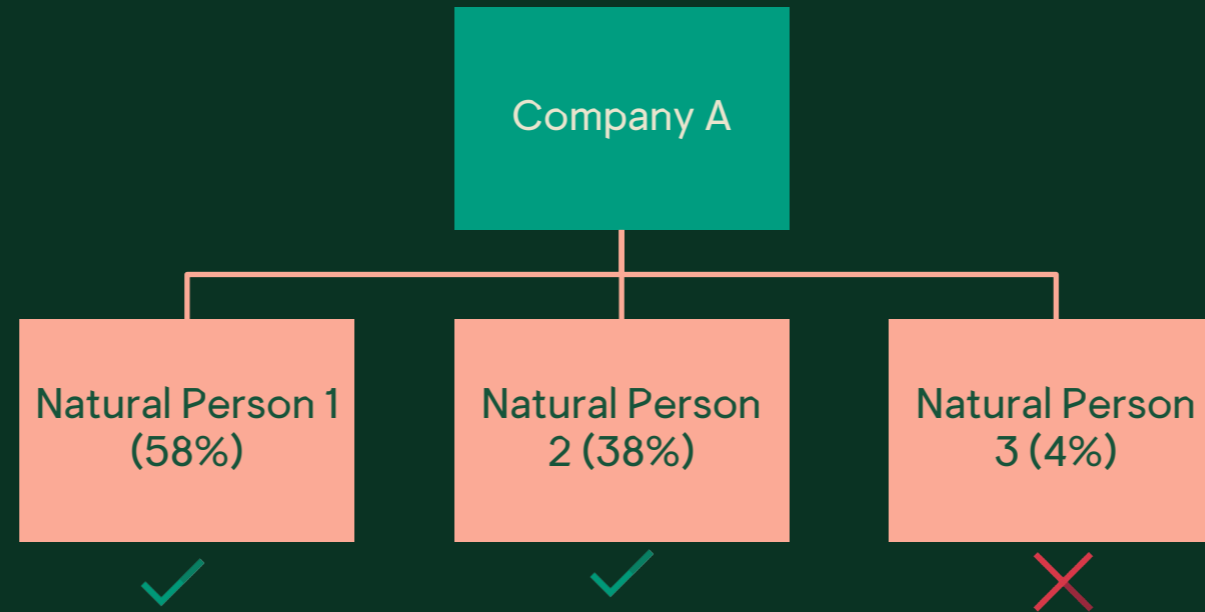 Company A
Natural Person 1
(58%)
Natural Person
2 (38%)
Natural Person
3 (4%)